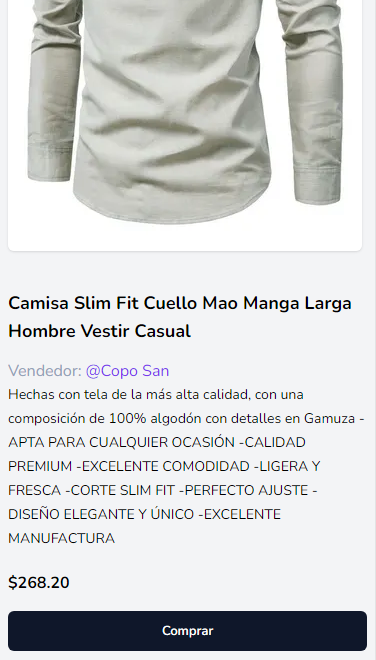 Camisa Slim Fit Cuello Mao Manga Larga
Hombre Vestir Casual
Vendedor: @Copo San
Hechas con tela de la más alta calidad, con una
composición de 100% algodón con detalles en Gamuza -
APTA PARA CUALQUIER OCASIÓN -CALIDAD
PREMIUM -EXCELENTE COMODIDAD -LIGERA Y
FRESCA -CORTE SLIM FIT -PERFECTO AJUSTE -
DISEÑO ELEGANTE Y ÚNICO -EXCELENTE
MANUFACTURA
$268.20
Comprar